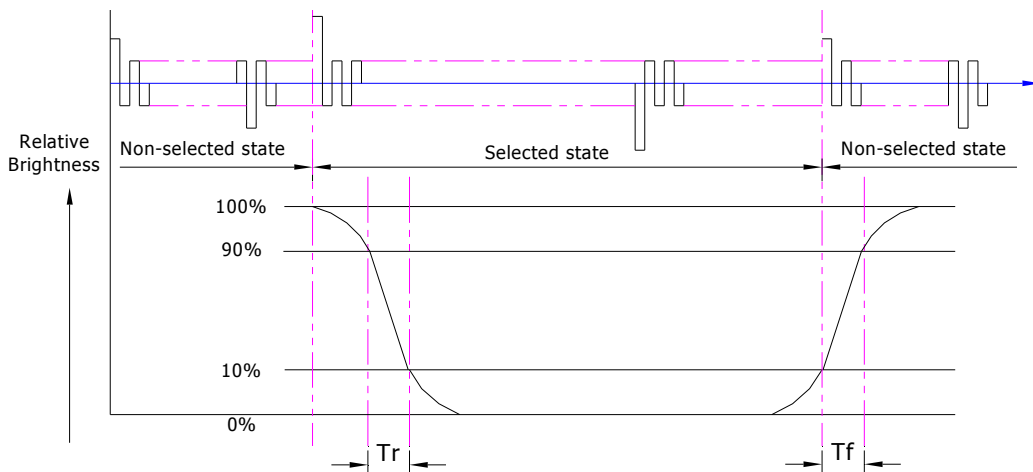 Relative
Brightness
Non-selected state
Selected state
Non-selected state
100%
90%
10%
0%
Tr
Tf